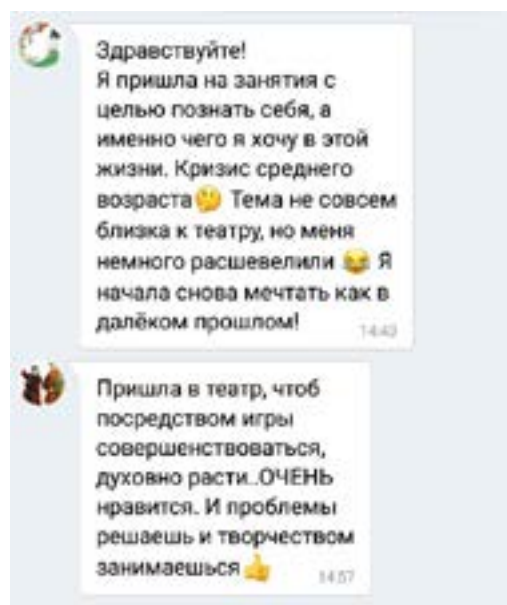 Здравствуйте!
Я пришла на занятия с
целью познать себя, а
именно чего я хочу в этой
жизни. Кризис среднего
возраста🤔 Тема не совсем
близка к театру, но меня
немного расшевелили 😂 Я
начала снова мечтать как в
далёком прошлом!
14:43
Пришла в театр, чтоб
посредством игры
совершенствоваться,
духовно расти..ОЧЕНЬ
нравится. И проблемы
решаешь и творчеством
занимаешься👍
14:57